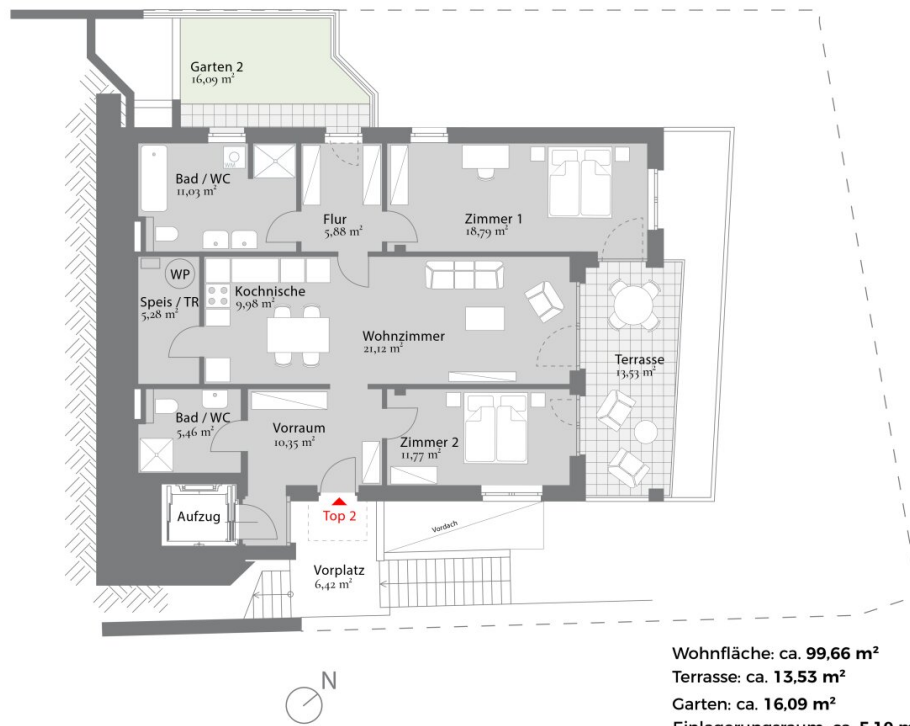 Garten 2
16,09 m²
Bad / WC
11,03 m²
WM
Flur
5,88 m²
Zimmer 1
18,79 m²
WP
Speis / TR
5,28 m²
Kochnische
9,98 m²
Wohnzimmer
21,12 m²
Terrasse
13,53 m²
Bad / WC
5,46 m²
Vorraum
10,35 m²
Zimmer 2
11,77 m²
Aufzug
Top 2
Vordach
Vorplatz
6,42 m²
N
Wohnfläche: ca. 99,66 m²
Terrasse: ca. 13,53 m²
Garten: ca. 16,09 m²